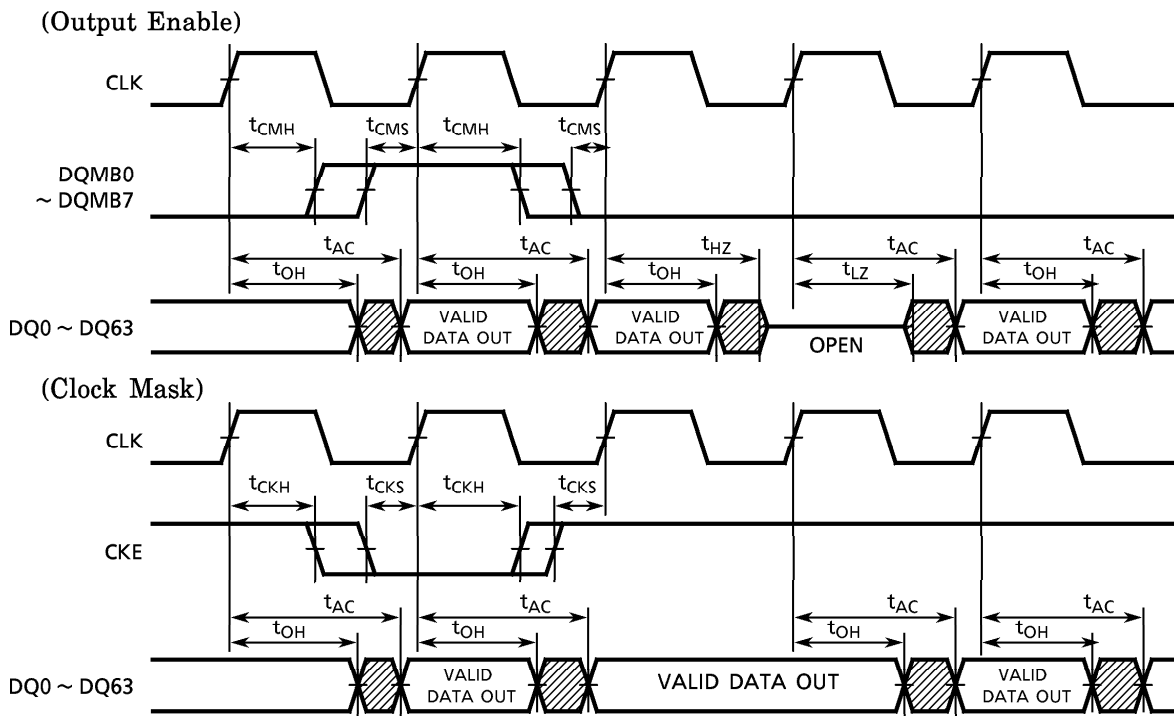 (Output Enable)
CLK
tCMH tCMS tCMH tCMS
DQMB0
~ DQMB7
tAC tAC tHZ tAC tAC
tOH tOH tOH tLZ tOH
DQ0 ~ DQ63
VALID DATA OUT
VALID DATA OUT
OPEN
VALID DATA OUT
(Clock Mask)
CLK
tCKH tCKS tCKH tCKS
CKE
tAC tAC tAC tAC
tOH tOH tOH tOH
DQ0 ~ DQ63
VALID DATA OUT
VALID DATA OUT
VALID DATA OUT